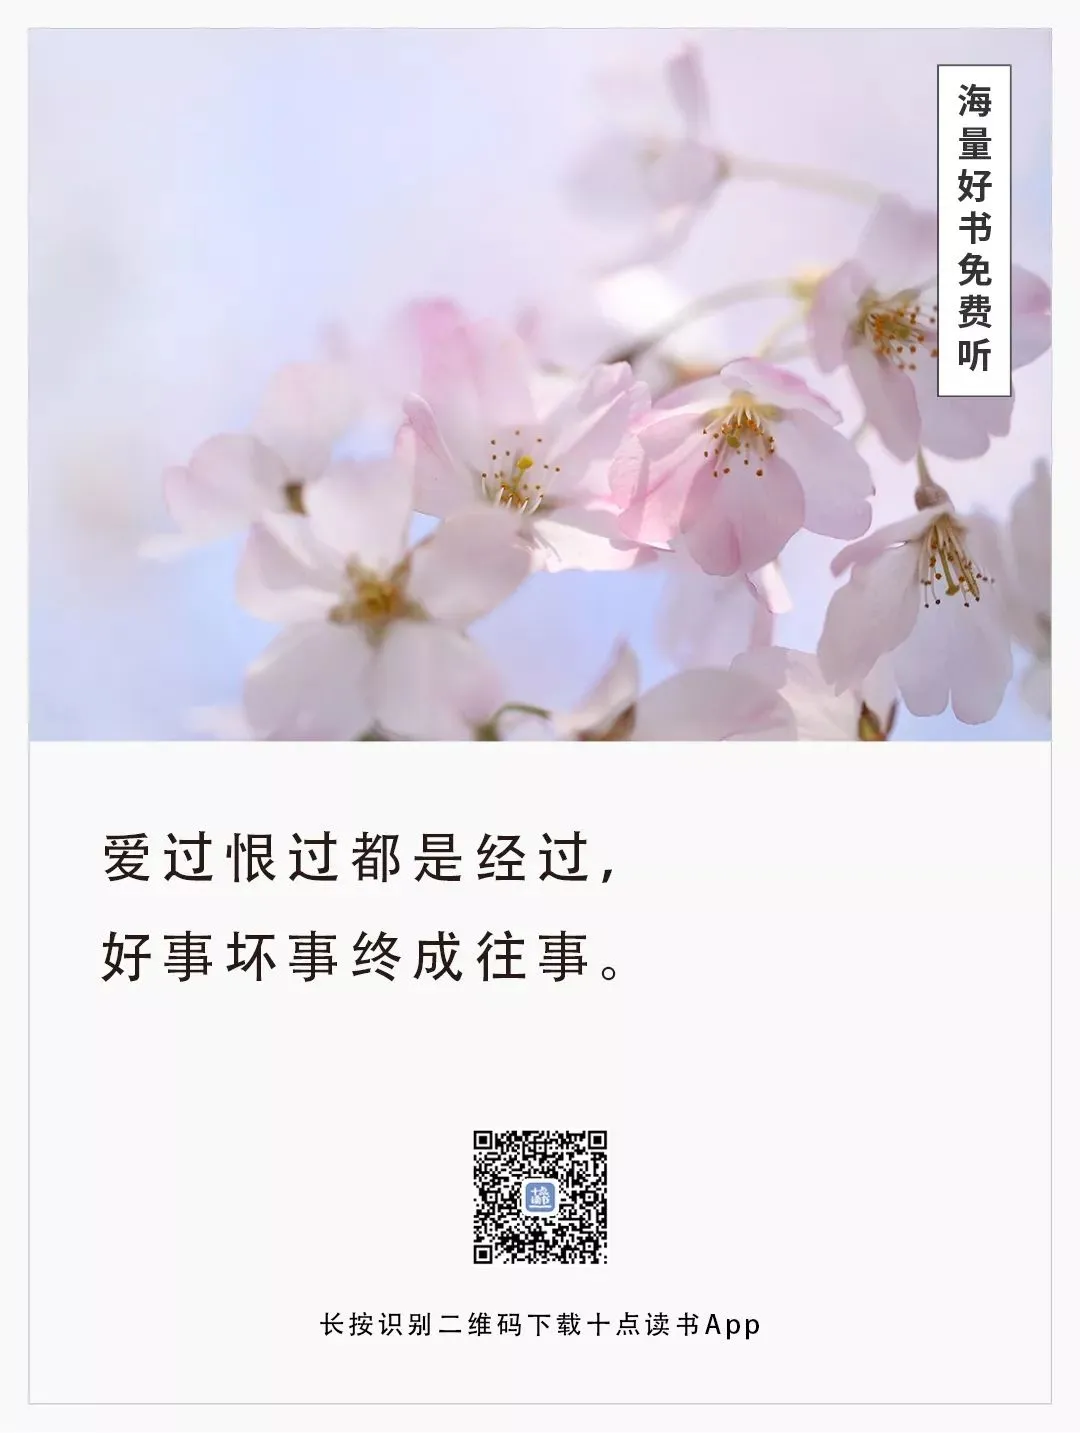 海量好书免费听
爱过恨过都是经过，
好事坏事终成往事。
长按识别二维码下载十点读书App